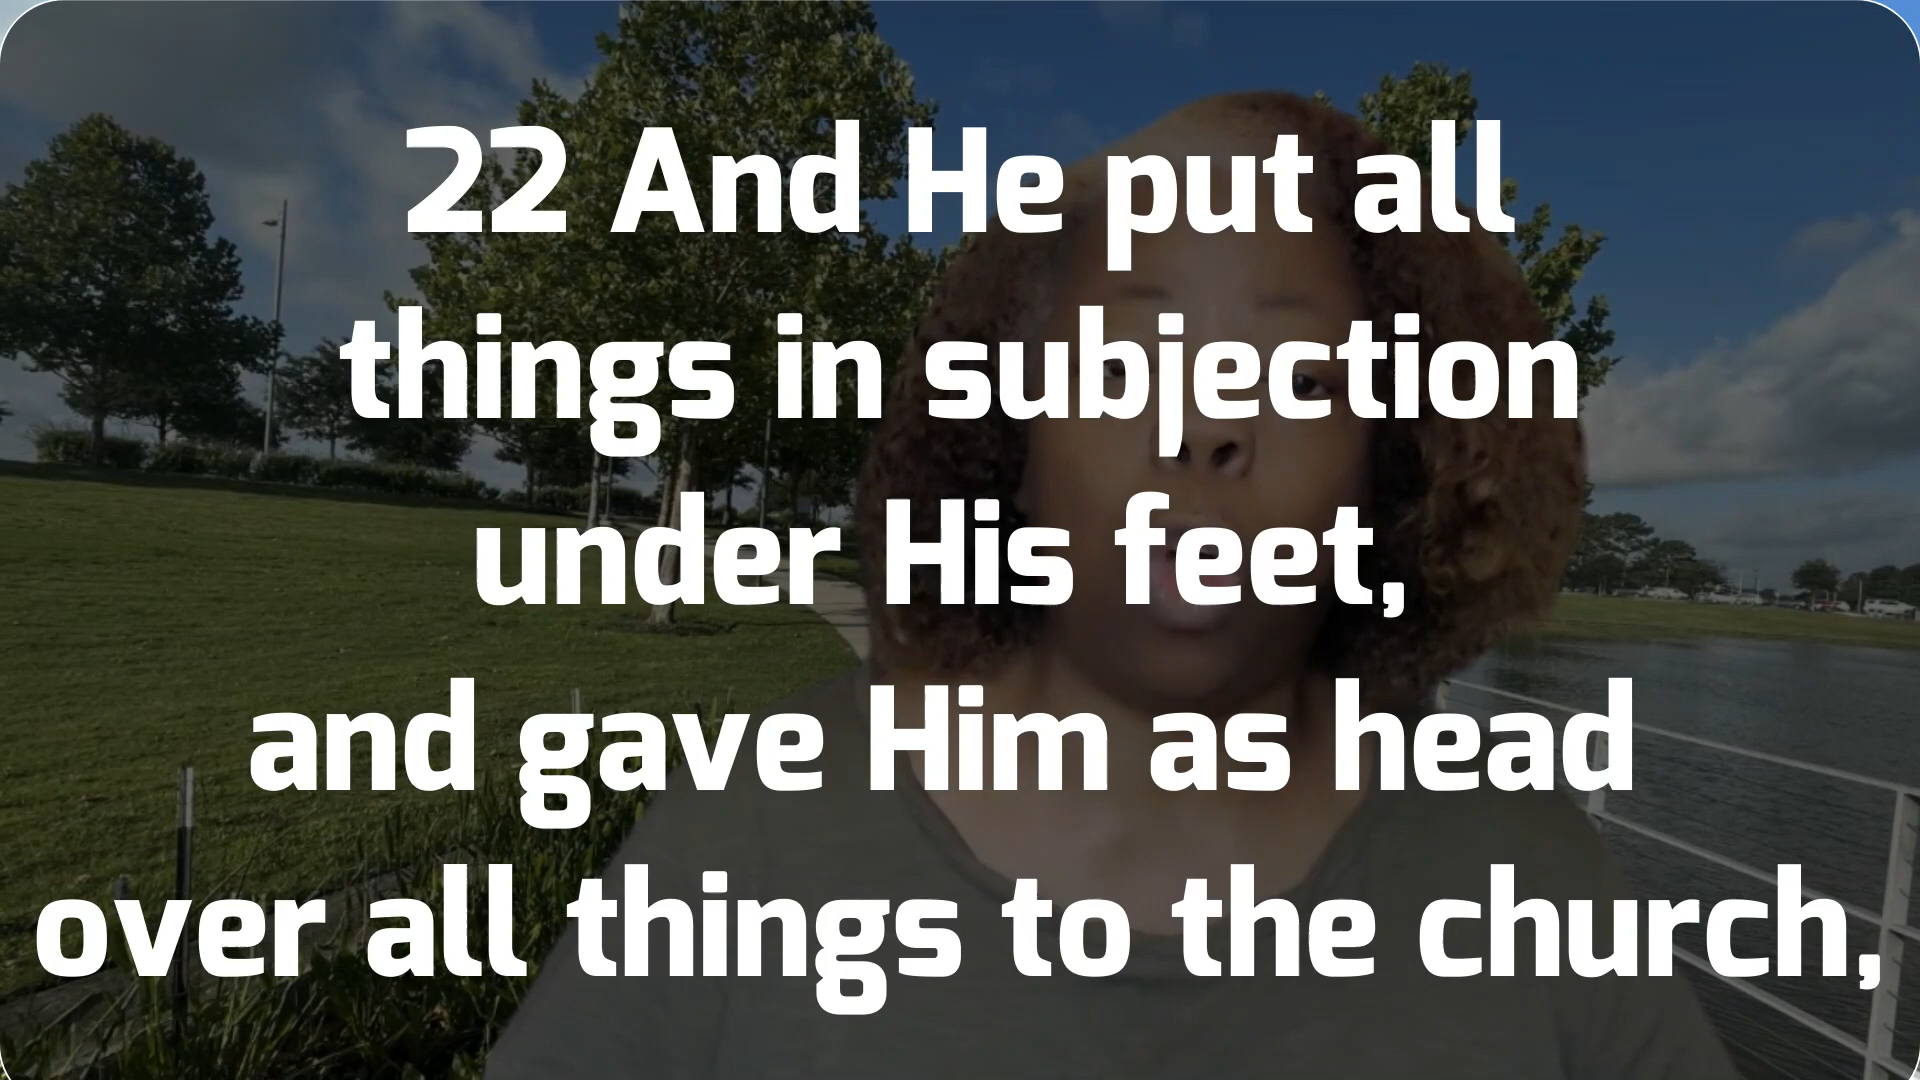 22 And He put all
things in subjection
under His feet,
and gave Him as head
over all things to the church,